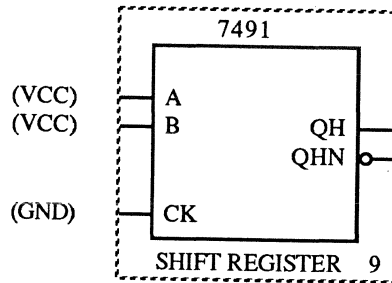 7491
(VCC) A
(VCC) B
QH
QHN
(GND) CK
SHIFT REGISTER 9